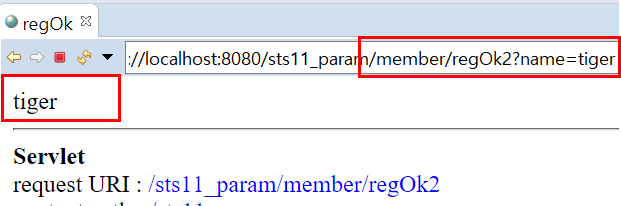 regOk
://localhost:8080/sts11_param/member/regOk2?name=tiger
tiger
Servlet
request URI : /sts11_param/member/regOk2